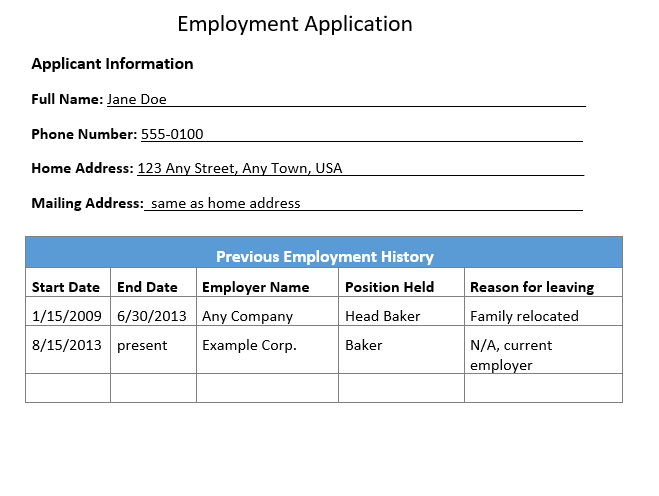 Employment Application
Applicant Information
Full Name: Jane Doe
Phone Number: 555-0100
Home Address: 123 Any Street, Any Town, USA
Mailing Address: same as home address
Previous Employment History
Start Date End Date Employer Name Position Held Reason for leaving
1/15/2009 6/30/2013 Any Company Head Baker Family relocated
8/15/2013 present Example Corp. Baker N/A, current
employer